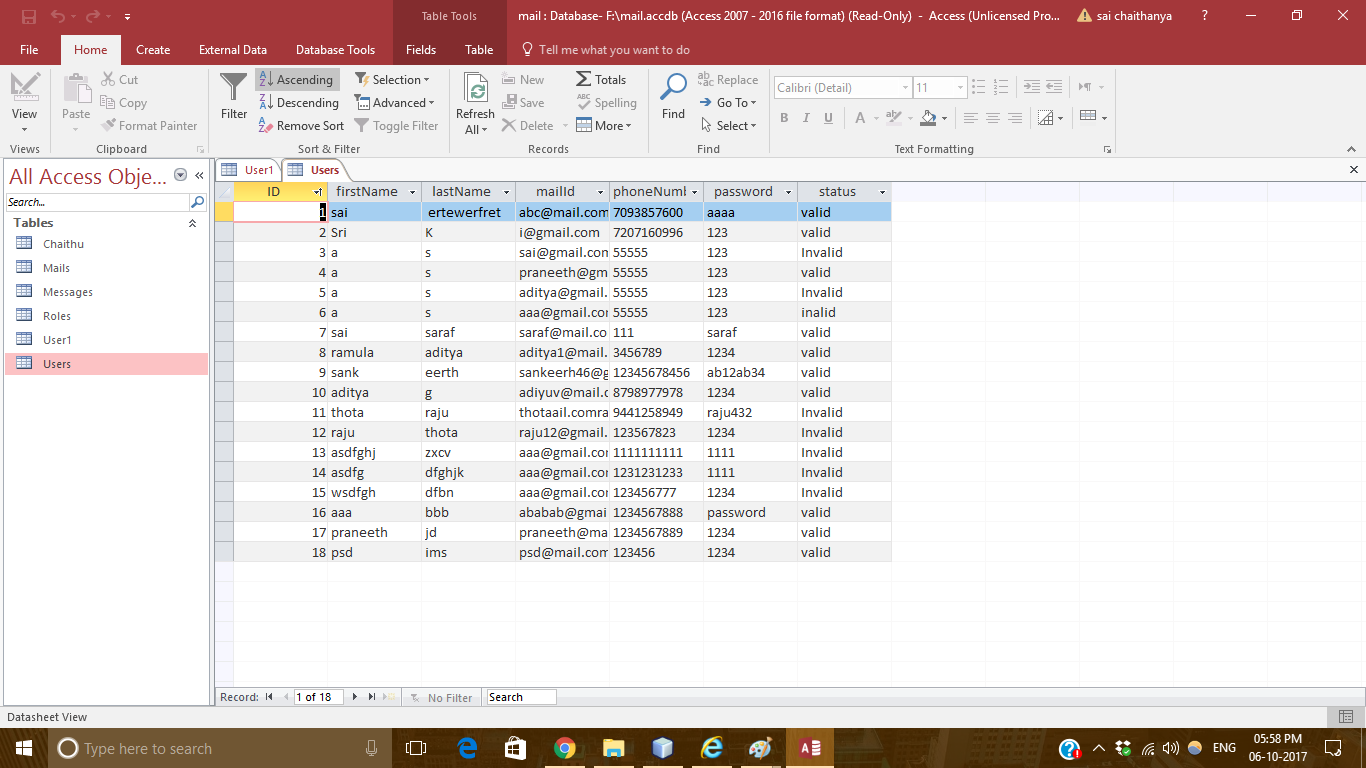 Table Tools mail : Database- F:\mail.accdb (Access 2007 - 2016 file format) (Read-Only) - Access (Unlicensed Pro... sai chaithanya ?
File Home Create External Data Database Tools Fields Table Tell me what you want to do
View Paste Cut Copy Format Painter Filter Ascending Descending Remove Sort Selection Advanced Toggle Filter Refresh All New Save Delete Totals Spelling More Find Replace Go To Select Calibri (Detail) 11 B I U A
Views Clipboard Sort & Filter Records Find Text Formatting
All Access Obje... «
Search...
Tables
Chaithu
Mails
Messages
Roles
User1
Users
User1 Users
ID firstName lastName mailId phoneNumb password status
1 sai ertewerfret abc@mail.com 7093857600 aaaa valid
2 Sri K i@gmail.com 7207160996 123 valid
3 a s sai@gmail.con 55555 123 Invalid
4 a s praneeth@gm 55555 123 valid
5 a s aditya@gmail. 55555 123 Invalid
6 a s aaa@gmail.con 55555 123 inalid
7 sai saraf saraf@mail.co 111 saraf valid
8 ramula aditya aditya1@mail. 3456789 1234 valid
9 sank eerth sankeerh46@g 12345678456 ab12ab34 valid
10 aditya g adiyuv@mail.c 8798977978 1234 valid
11 thota raju thotaail.comra 9441258949 raju432 Invalid
12 raju thota raju12@gmail. 123567823 1234 Invalid
13 asdfghj zxcv aaa@gmail.con 1111111111 1111 Invalid
14 asdfg dfghjk aaa@gmail.con 1231231233 1111 Invalid
15 wsdfgh dfbn aaa@gmail.con 123456777 1234 Invalid
16 aaa bbb ababab@gmai 1234567888 password valid
17 praneeth jd praneeth@ma 1234567889 1234 valid
18 psd ims psd@mail.com 123456 1234 valid
Record: 1 of 18 No Filter Search
Datasheet View
Type here to search ENG 05:58 PM
06-10-2017